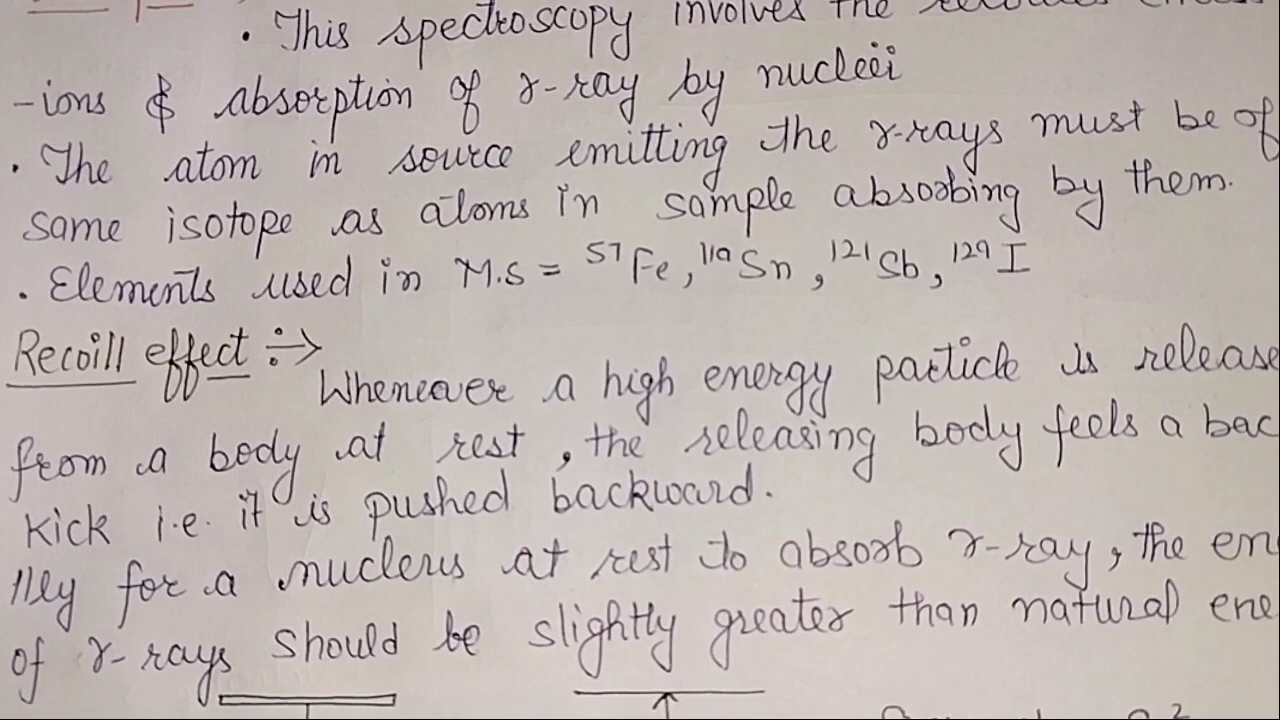 • This spectroscopy involves the
-ions & absorption of γ-ray by nucleii
• The atom in source emitting the γ-rays must be of
same isotope as atoms in sample absorbing by them.
• Elements used in M.S = ⁵⁷Fe, ¹¹⁹Sn, ¹²¹Sb, ¹²⁹I
Recoill effect :->
Whenever a high energy particle is release
from a body at rest, the releasing body feels a bac
kick i.e. it is pushed backward.
llly for a nucleus at rest to absorb γ-ray, the en
of γ-rays should be slightly greater than natural ene